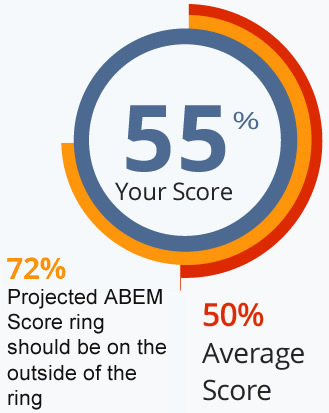 55%
Your Score
72%
Projected ABEM
Score ring
should be on the
outside of the
ring
50%
Average
Score